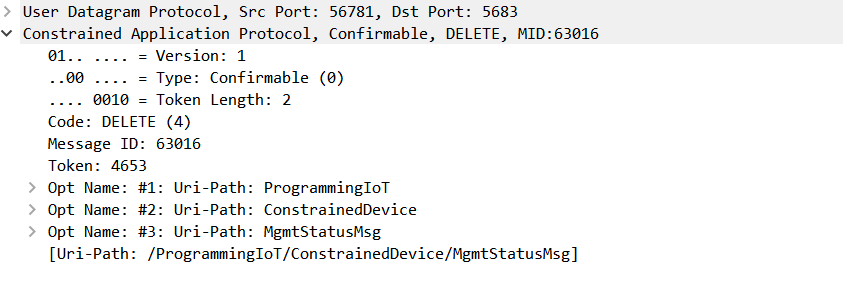 User Datagram Protocol, Src Port: 56781, Dst Port: 5683
Constrained Application Protocol, Confirmable, DELETE, MID:63016
01.. .... = Version: 1
..00 .... = Type: Confirmable (0)
.... 0010 = Token Length: 2
Code: DELETE (4)
Message ID: 63016
Token: 4653
Opt Name: #1: Uri-Path: ProgrammingIoT
Opt Name: #2: Uri-Path: ConstrainedDevice
Opt Name: #3: Uri-Path: MgmtStatusMsg
[Uri-Path: /ProgrammingIoT/ConstrainedDevice/MgmtStatusMsg]